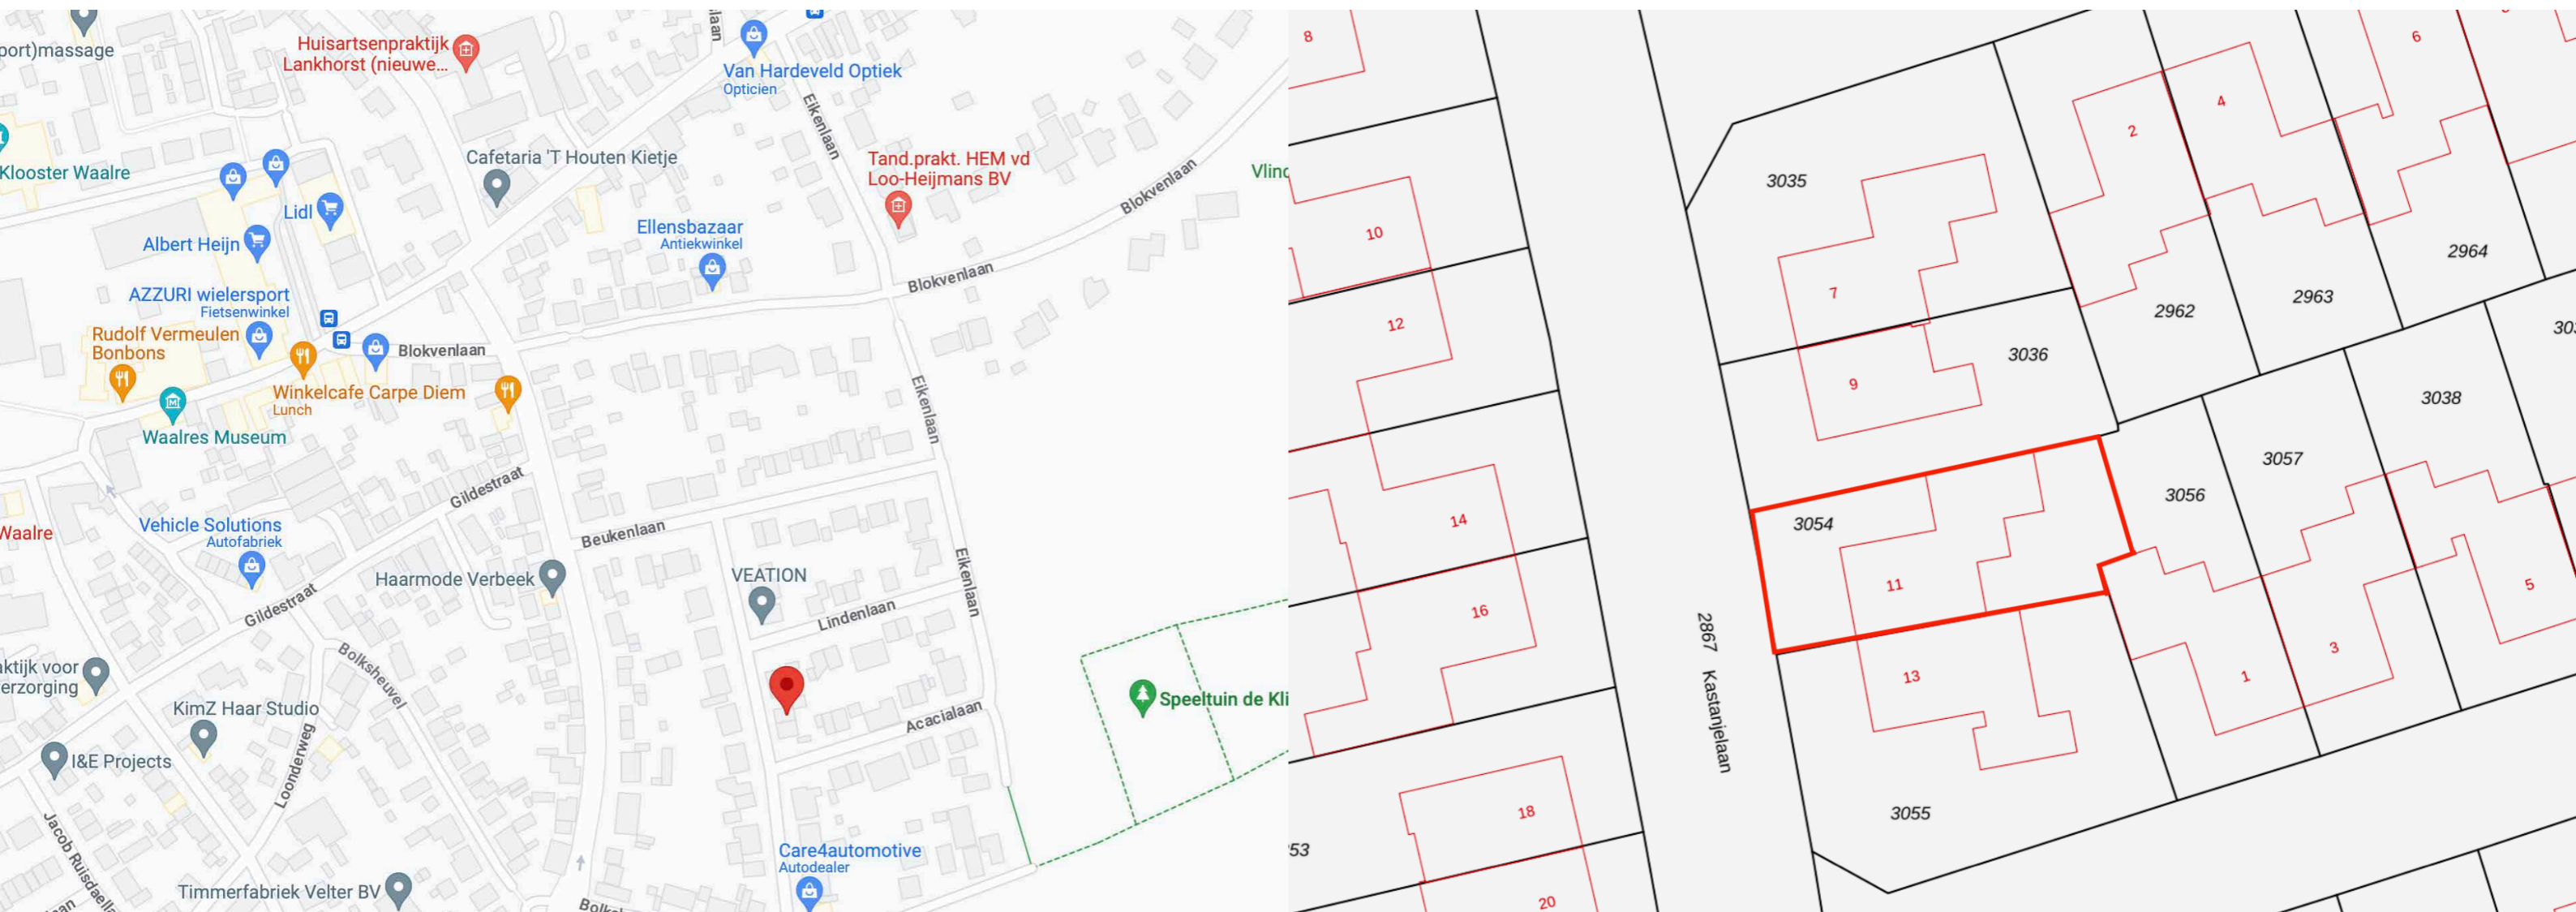 port)massage
Huisartsenpraktijk
Lankhorst (nieuwe...
laan
Van Hardeveld Optiek
Opticien
Klooster Waalre
Cafetaria 'T Houten Kietje
Eikenlaan
Tand.prakt. HEM vd
Loo-Heijmans BV
Blokvenlaan
Lidl
Albert Heijn
Ellensbazaar
Antiekwinkel
Blokvenlaan
AZZURI wielersport
Fietsenwinkel
Rudolf Vermeulen
Bonbons
Blokvenlaan
Winkelcafe Carpe Diem
Lunch
Waalres Museum
Eikenlaan
Gildestraat
Vehicle Solutions
Autofabriek
Waalre
Beukenlaan
Haarmode Verbeek
VEATION
Eikenlaan
Gildestraat
Lindenlaan
Bolksheuvel
aktijk voor
erzorging
KimZ Haar Studio
Acacialaan
Speeltuin de Kli
I&E Projects
Loonderweg
Jacob Ruisdaella
Care4automotive
Autodealer
Timmerfabriek Velter BV
8
6
4
2
3035
10
2964
7
2963
2962
12
3036
9
3038
3057
3056
14
3054
11
5
16
2867 Kastanjelaan
3
13
1
18
3055
53
20